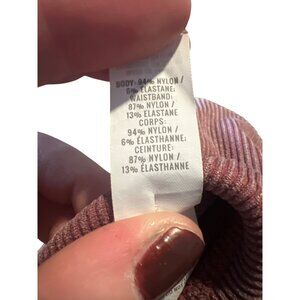 BODY: 94% NYLON /
6% ELASTANE;
WAISTBAND:
87% NYLON /
13% ELASTANE
CORPS:
94% NYLON /
6% ÉLASTHANNE;
CEINTURE:
87% NYLON /
13% ÉLASTHANNE